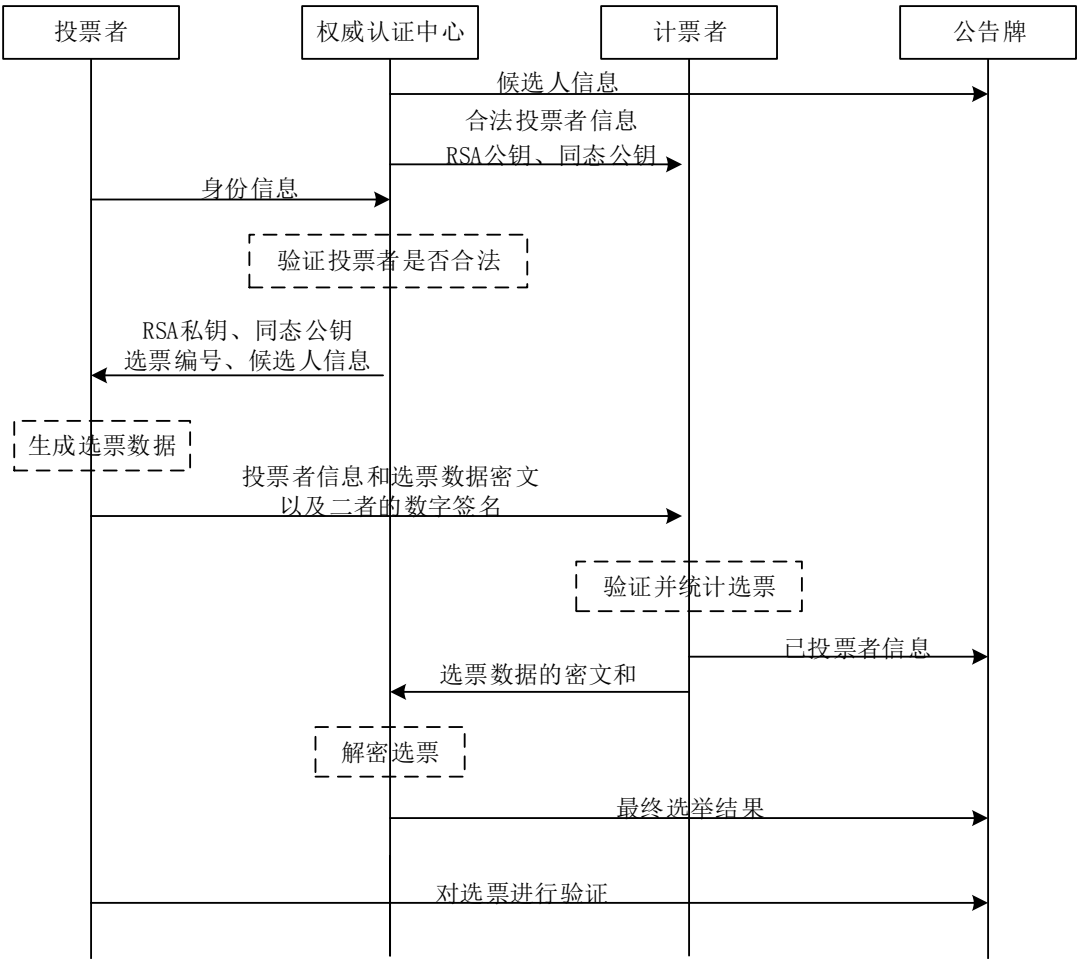 投票者
权威认证中心
计票者
公告牌
候选人信息
合法投票者信息
RSA公钥、同态公钥
身份信息
验证投票者是否合法
RSA私钥、同态公钥
选票编号、候选人信息
生成选票数据
投票者信息和选票数据密文
以及二者的数字签名
验证并统计选票
已投票者信息
选票数据的密文和
解密选票
最终选举结果
对选票进行验证